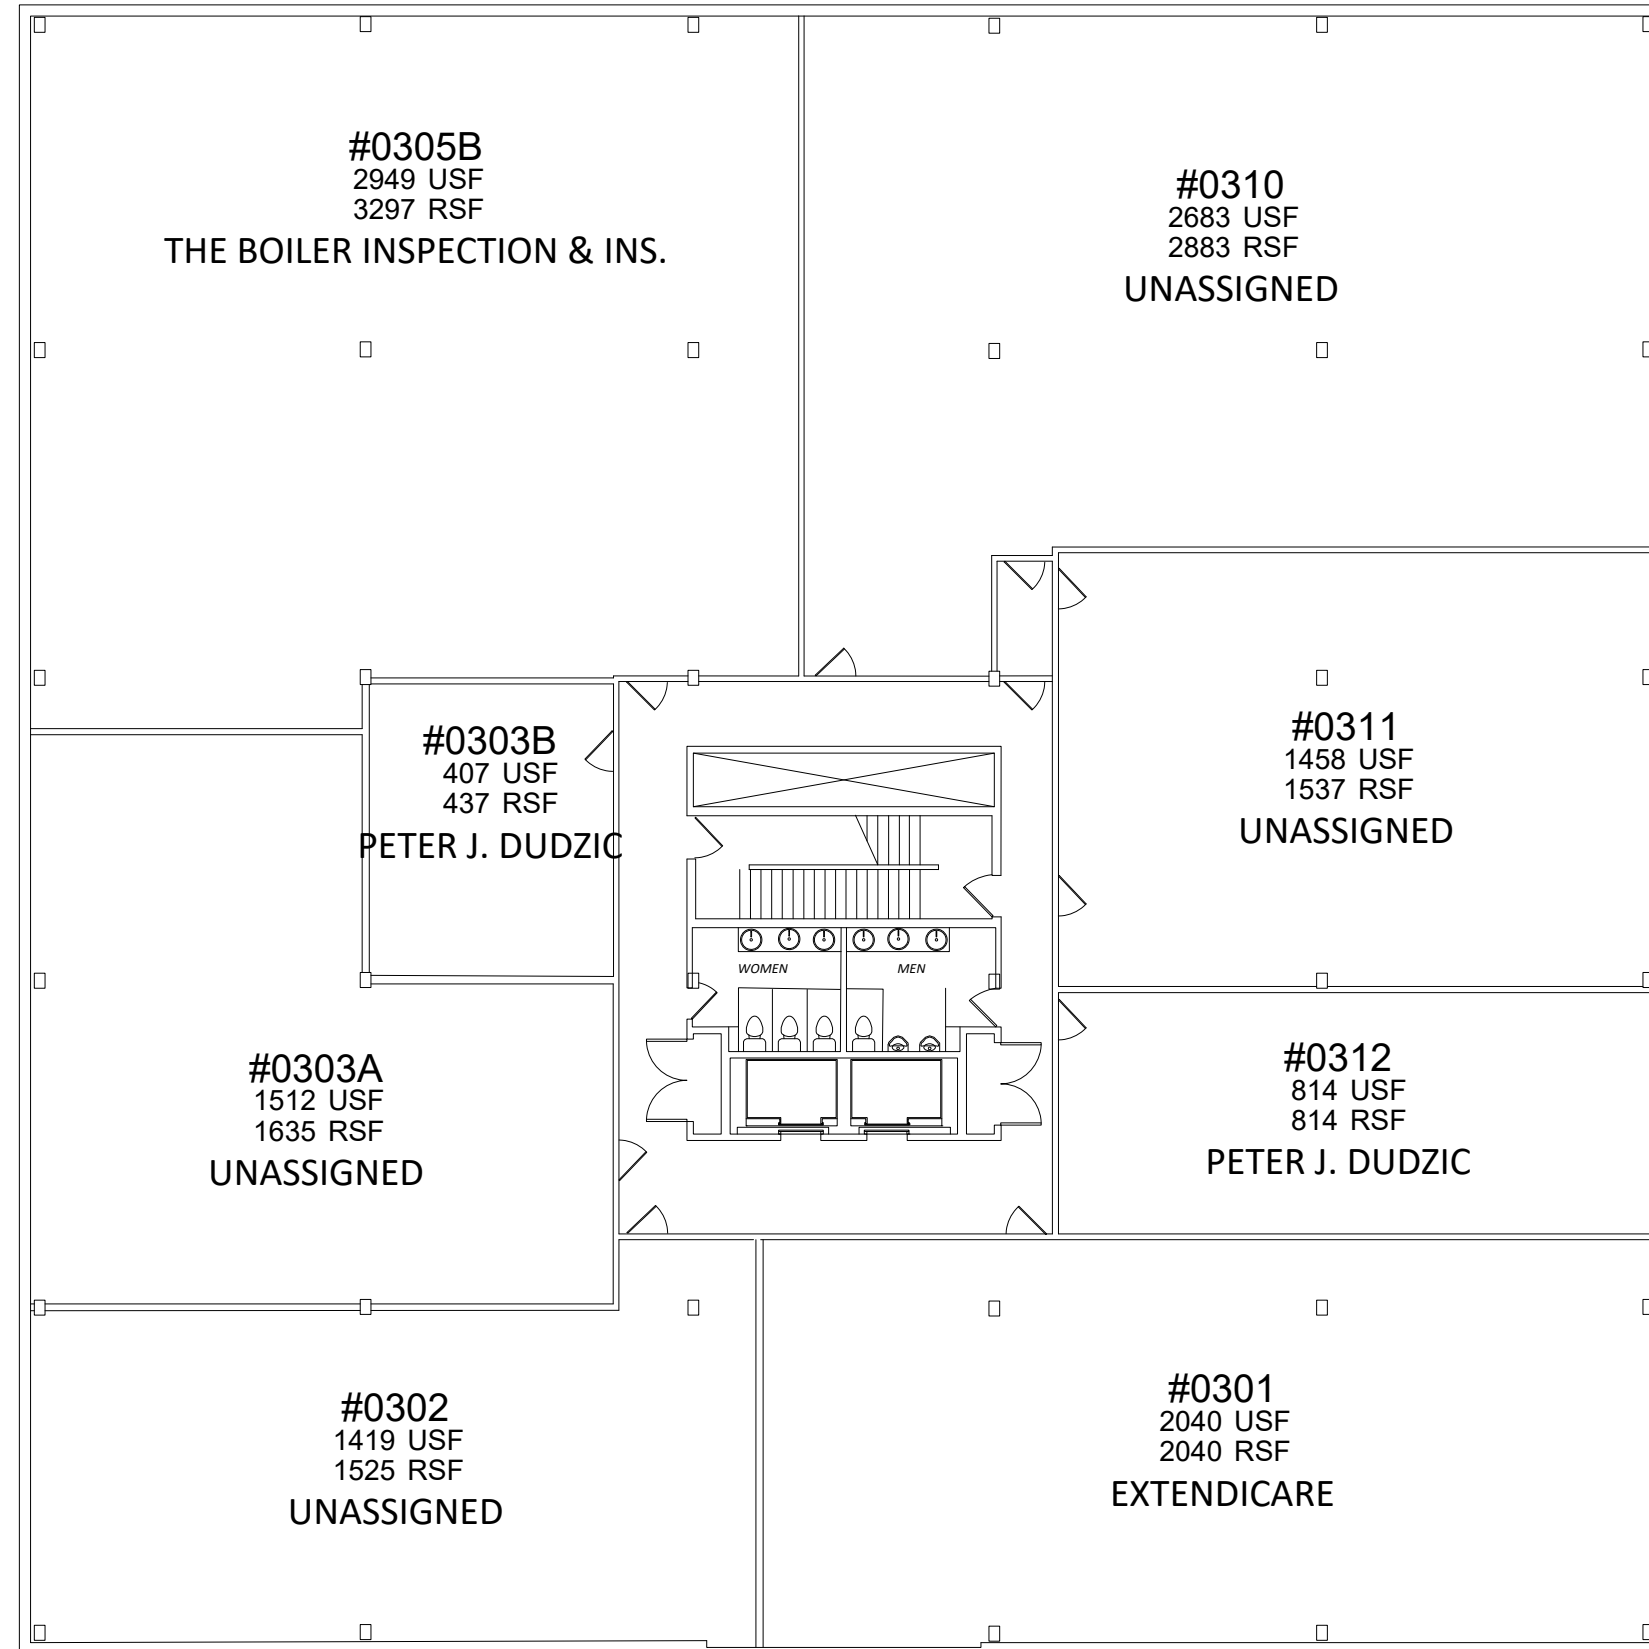 #0305B
2949 USF
3297 RSF
THE BOILER INSPECTION & INS.
#0310
2683 USF
2883 RSF
UNASSIGNED
#0303B
407 USF
437 RSF
PETER J. DUDZIC
#0311
1458 USF
1537 RSF
UNASSIGNED
WOMEN
MEN
#0303A
1512 USF
1635 RSF
UNASSIGNED
#0312
814 USF
814 RSF
PETER J. DUDZIC
#0302
1419 USF
1525 RSF
UNASSIGNED
#0301
2040 USF
2040 RSF
EXTENDICARE